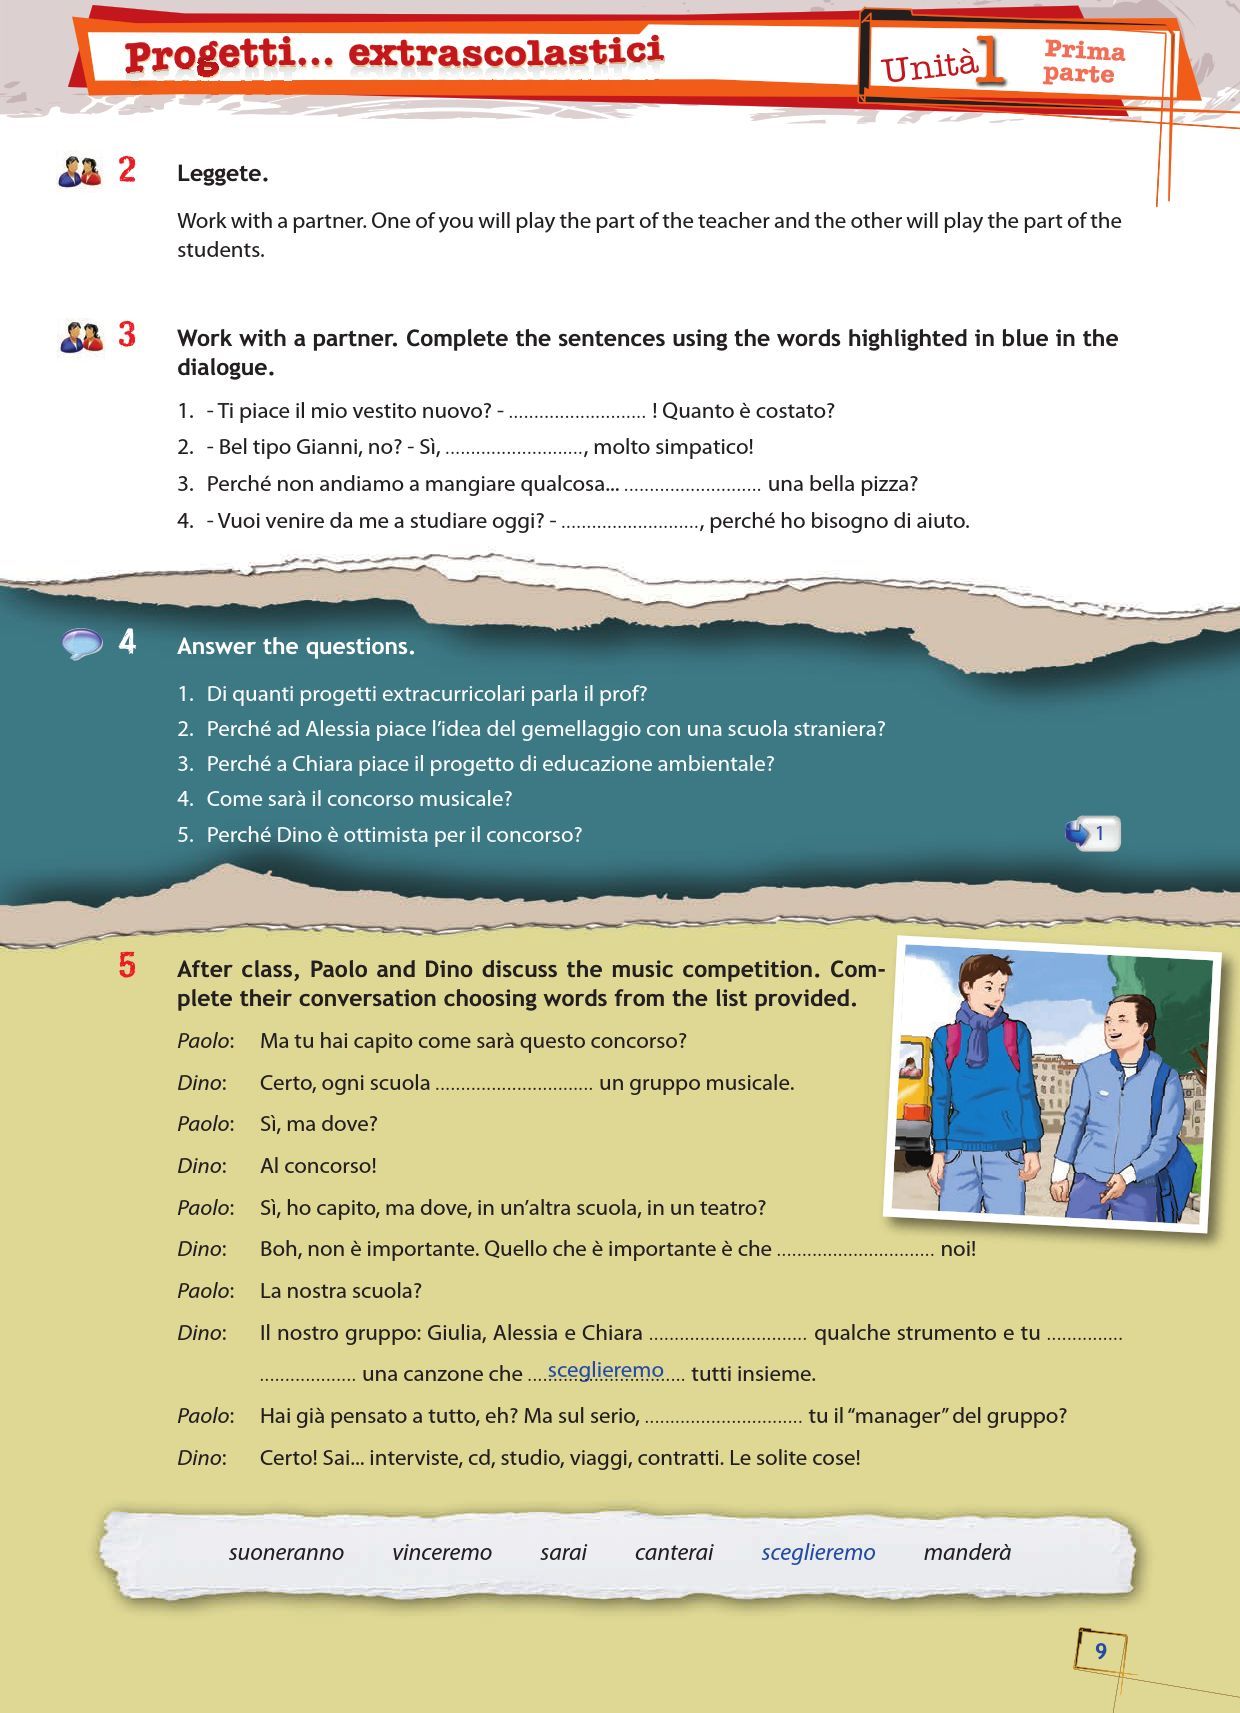 Progetti... extrascolastici
Unità 1
Prima
parte
2 Leggete.
Work with a partner. One of you will play the part of the teacher and the other will play the part of the
students.
3 Work with a partner. Complete the sentences using the words highlighted in blue in the
dialogue.
1. - Ti piace il mio vestito nuovo? - ........................... ! Quanto è costato?
2. - Bel tipo Gianni, no? - Sì, ..........................., molto simpatico!
3. Perché non andiamo a mangiare qualcosa... ........................... una bella pizza?
4. - Vuoi venire da me a studiare oggi? - ..........................., perché ho bisogno di aiuto.
4 Answer the questions.
1. Di quanti progetti extracurricolari parla il prof?
2. Perché ad Alessia piace l’idea del gemellaggio con una scuola straniera?
3. Perché a Chiara piace il progetto di educazione ambientale?
4. Come sarà il concorso musicale?
5. Perché Dino è ottimista per il concorso?
1
5 After class, Paolo and Dino discuss the music competition. Com-
plete their conversation choosing words from the list provided.
Paolo: Ma tu hai capito come sarà questo concorso?
Dino: Certo, ogni scuola ............................... un gruppo musicale.
Paolo: Sì, ma dove?
Dino: Al concorso!
Paolo: Sì, ho capito, ma dove, in un’altra scuola, in un teatro?
Dino: Boh, non è importante. Quello che è importante è che ............................... noi!
Paolo: La nostra scuola?
Dino: Il nostro gruppo: Giulia, Alessia e Chiara ............................... qualche strumento e tu ...............
................... una canzone che ....sceglieremo.... tutti insieme.
Paolo: Hai già pensato a tutto, eh? Ma sul serio, ............................... tu il “manager” del gruppo?
Dino: Certo! Sai... interviste, cd, studio, viaggi, contratti. Le solite cose!
suoneranno vinceremo sarai canterai sceglieremo manderà
9